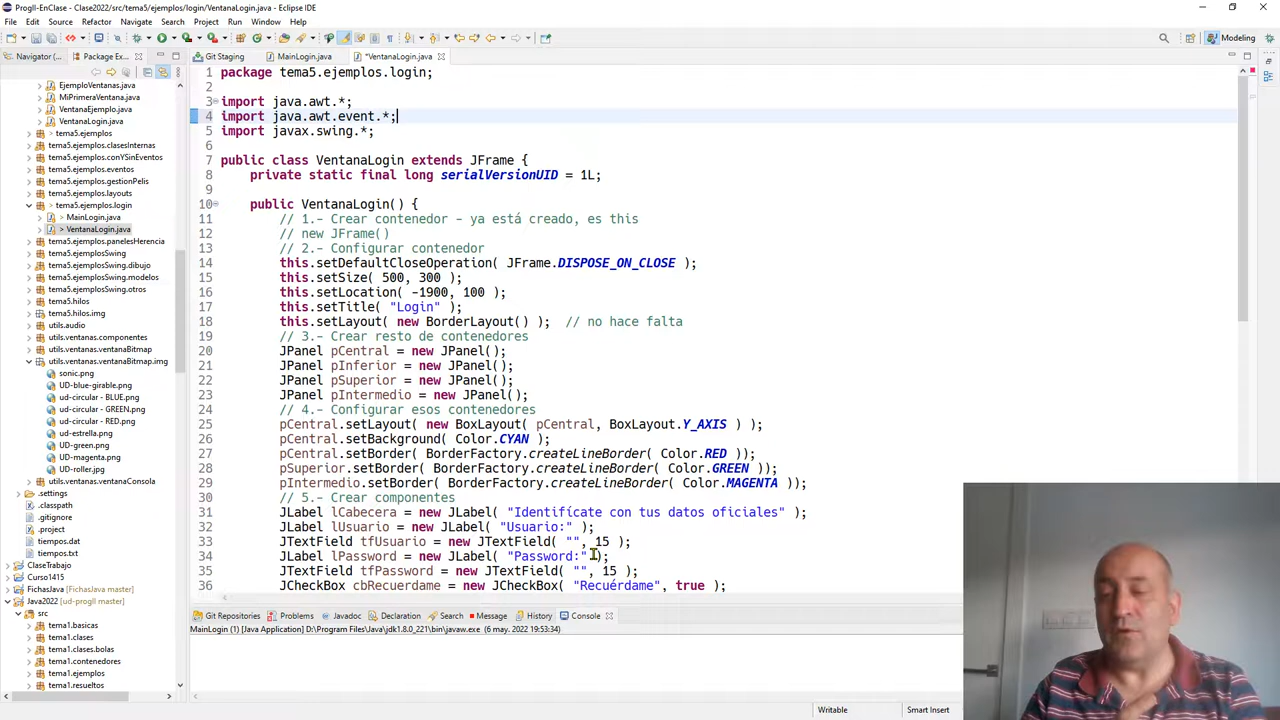 ProgII-EnClase - Clase2022/src/tema5/ejemplos/login/VentanaLogin.java - Eclipse IDE
File Edit Source Refactor Navigate Search Project Run Window Help
Modeling
Navigator ( Package Ex...
Git Staging MainLogin.java *VentanaLogin.java
EjemploVentanas.java
MiPrimeraVentana.java
VentanaEjemplo.java
> tema5.ejemplos
tema5.ejemplos.clasesInternas
tema5.ejemplos.conYSinEventos
tema5.ejemplos.eventos
tema5.ejemplos.gestionPelis
tema5.ejemplos.layouts
> tema5.ejemplos.login
> MainLogin.java
> VentanaLogin.java
tema5.ejemplos.panelesHerencia
tema5.ejemplosSwing
tema5.ejemplosSwing.dibujo
tema5.ejemplosSwing.modelos
tema5.ejemplosSwing.otros
tema5.hilos
tema5.hilos.img
utils.audio
utils.ventanas.componentes
utils.ventanas.ventanaBitmap
utils.ventanas.ventanaBitmap.img
sonic.png
UD-blue-girable.png
ud-circular - BLUE.png
ud-circular - GREEN.png
ud-circular - RED.png
ud-estrella.png
UD-green.png
UD-magenta.png
UD-roller.jpg
utils.ventanas.ventanaConsola
.settings
.classpath
.gitignore
.project
tiempos.dat
tiempos.txt
ClaseTrabajo
Curso1415
> FichasJava [FichasJava master]
> Java2022 [ud-progII master]
> src
tema1.basicas
tema1.clases
tema1.clases.bolas
tema1.contenedores
tema1.ejemplos
tema1.resueltos
1 package tema5.ejemplos.login;
2
3 import java.awt.*;
4 import java.awt.event.*;
5 import javax.swing.*;
6
7 public class VentanaLogin extends JFrame {
8 private static final long serialVersionUID = 1L;
9
10 public VentanaLogin() {
11 // 1.- Crear contenedor - ya está creado, es this
12 // new JFrame()
13 // 2.- Configurar contenedor
14 this.setDefaultCloseOperation( JFrame.DISPOSE_ON_CLOSE );
15 this.setSize( 500, 300 );
16 this.setLocation( -1900, 100 );
17 this.setTitle( "Login" );
18 this.setLayout( new BorderLayout() ); // no hace falta
19 // 3.- Crear resto de contenedores
20 JPanel pCentral = new JPanel();
21 JPanel pInferior = new JPanel();
22 JPanel pSuperior = new JPanel();
23 JPanel pIntermedio = new JPanel();
24 // 4.- Configurar esos contenedores
25 pCentral.setLayout( new BoxLayout( pCentral, BoxLayout.Y_AXIS ) );
26 pCentral.setBackground( Color.CYAN );
27 pCentral.setBorder( BorderFactory.createLineBorder( Color.RED ));
28 pSuperior.setBorder( BorderFactory.createLineBorder( Color.GREEN ));
29 pIntermedio.setBorder( BorderFactory.createLineBorder( Color.MAGENTA ));
30 // 5.- Crear componentes
31 JLabel lCabecera = new JLabel( "Identifícate con tus datos oficiales" );
32 JLabel lUsuario = new JLabel( "Usuario:" );
33 JTextField tfUsuario = new JTextField( "", 15 );
34 JLabel lPassword = new JLabel( "Password:" );
35 JTextField tfPassword = new JTextField( "", 15 );
36 JCheckBox cbRecuerdame = new JCheckBox( "Recuérdame", true );
Git Repositories Problems Javadoc Declaration Search Message History Console
MainLogin (1) [Java Application] D:\Program Files\Java\jdk1.8.0_221\bin\javaw.exe (6 may. 2022 19:53:34)
Writable Smart Insert